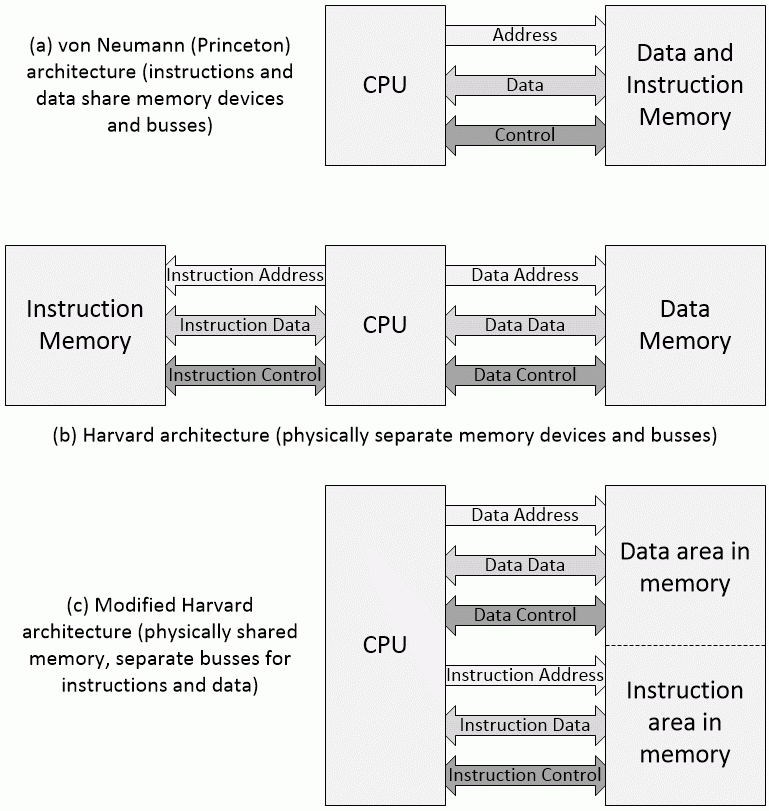 (a) von Neumann (Princeton)
architecture (instructions and
data share memory devices
and busses)
CPU
Address
Data
Control
Data and
Instruction
Memory
Instruction
Memory
Instruction Address
Instruction Data
Instruction Control
CPU
Data Address
Data Data
Data Control
Data
Memory
(b) Harvard architecture (physically separate memory devices and busses)
(c) Modified Harvard
architecture (physically shared
memory, separate busses for
instructions and data)
CPU
Data Address
Data Data
Data Control
Instruction Address
Instruction Data
Instruction Control
Data area in
memory
Instruction
area in
memory